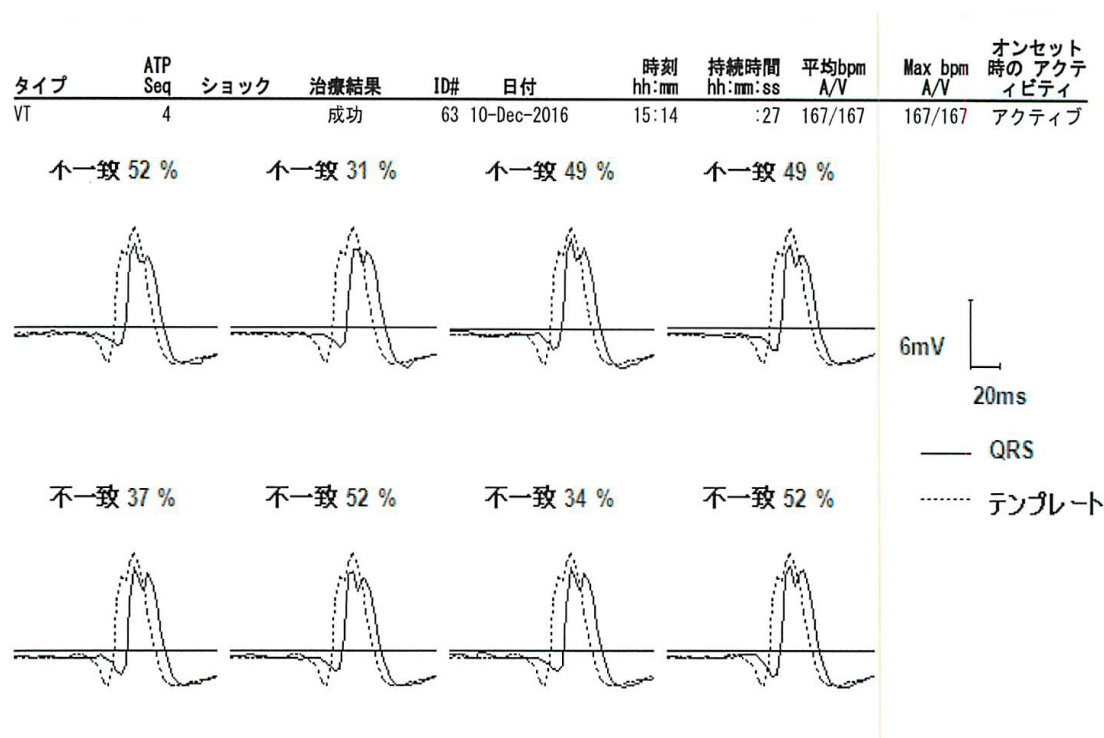 タイプ ATP Seq ショック 治療結果 ID# 日付 時刻 hh:mm 持続時間 hh:mm:ss 平均bpm A/V Max bpm A/V オンセット時の アクティビティ
VT 4 成功 63 10-Dec-2016 15:14 :27 167/167 167/167 アクティブ
不一致 52 % 不一致 31 % 不一致 49 % 不一致 49 %
6mV
20ms
QRS
不一致 37 % 不一致 52 % 不一致 34 % 不一致 52 %
テンプレート